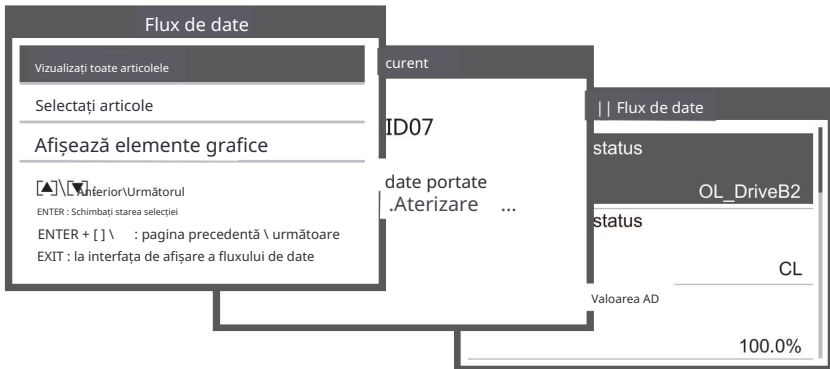 Flux de date
Vizualizați toate articolele
Selectați articole
Afișează elemente grafice
[▲]\[▼] Anterior\Următorul
ENTER : Schimbați starea selecției
ENTER + [ ] \ : pagina precedentă \ următoare
EXIT : la interfața de afișare a fluxului de date
curent
ID07
date portate
.Aterizare ...
|| Flux de date
status
OL_DriveB2
status
CL
Valoarea AD
100.0%